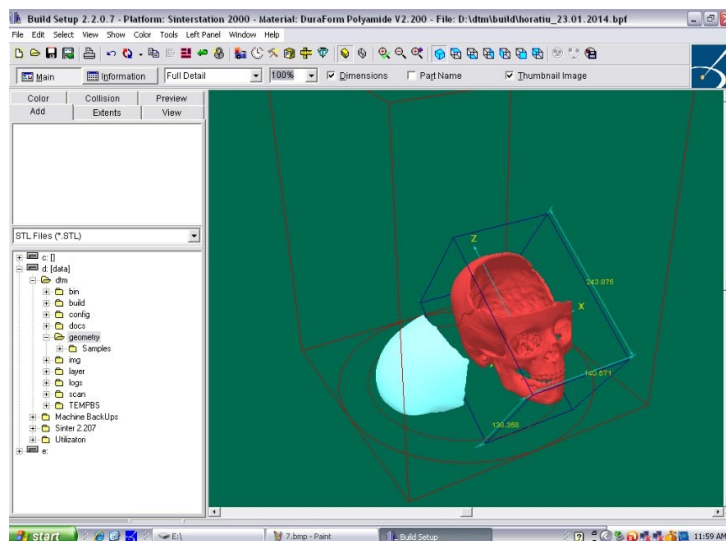 Build Setup 2.2.0.7 - Platform: Sinterstation 2000 - Material: DuraForm Polyamide V2.200 - File: D:\dtm\build\horatiu_23.01.2014.bpf
File Edit Select View Show Color Tools Left Panel Window Help
Main Information Full Detail 100% Dimensions Part Name Thumbnail Image
Color Collision Preview
Add Extents View
STL Files (*.STL)
c: []
d: [data]
dtm
bin
build
config
docs
geometry
Samples
img
layer
logs
scan
TEMPBS
Machine BackUps
Sinter 2.207
Utilizatori
e:
Z
X
243.875
140.671
138.358
start E:\ 7.bmp - Paint Build Setup 11:59 AM